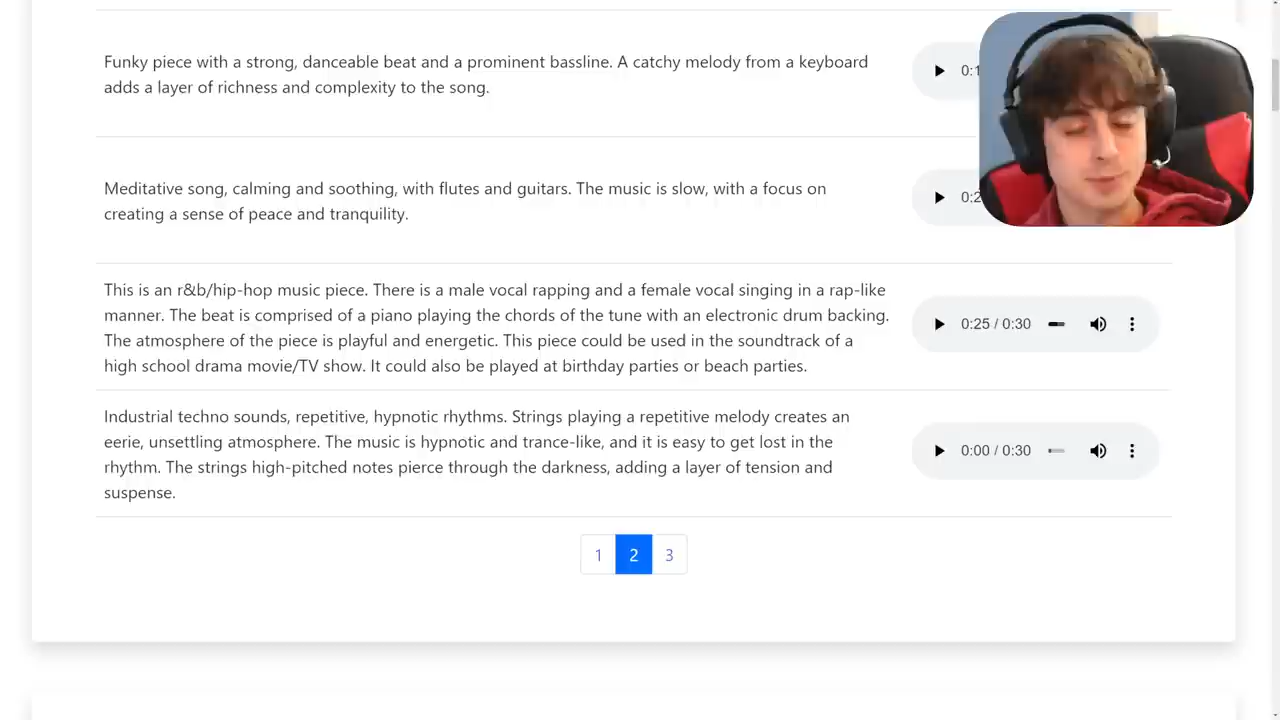 Funky piece with a strong, danceable beat and a prominent bassline. A catchy melody from a keyboard
adds a layer of richness and complexity to the song.
0:1
Meditative song, calming and soothing, with flutes and guitars. The music is slow, with a focus on
creating a sense of peace and tranquility.
0:2
This is an r&b/hip-hop music piece. There is a male vocal rapping and a female vocal singing in a rap-like
manner. The beat is comprised of a piano playing the chords of the tune with an electronic drum backing.
The atmosphere of the piece is playful and energetic. This piece could be used in the soundtrack of a
high school drama movie/TV show. It could also be played at birthday parties or beach parties.
0:25 / 0:30
Industrial techno sounds, repetitive, hypnotic rhythms. Strings playing a repetitive melody creates an
eerie, unsettling atmosphere. The music is hypnotic and trance-like, and it is easy to get lost in the
rhythm. The strings high-pitched notes pierce through the darkness, adding a layer of tension and
suspense.
0:00 / 0:30
1 2 3